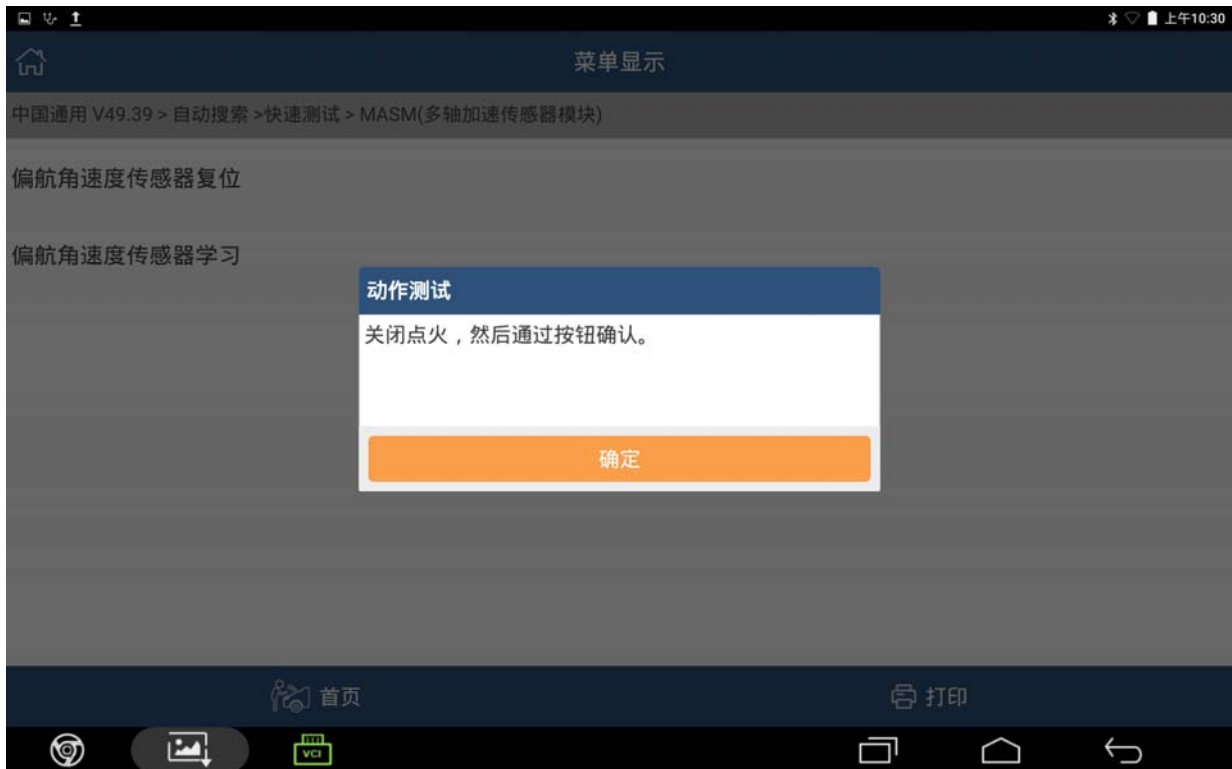 上午10:30
菜单显示
中国通用 V49.39 > 自动搜索 >快速测试 > MASM(多轴加速传感器模块)
偏航角速度传感器复位
偏航角速度传感器学习
动作测试
关闭点火，然后通过按钮确认。
确定
首页
打印
VCI